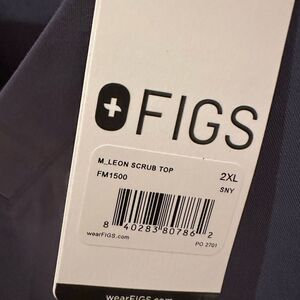 FIGS
M_LEON SCRUB TOP
FM1500
2XL
SNY
8 40283 80786 2
wearFIGS.com
PO 2701
wearFIGS.com